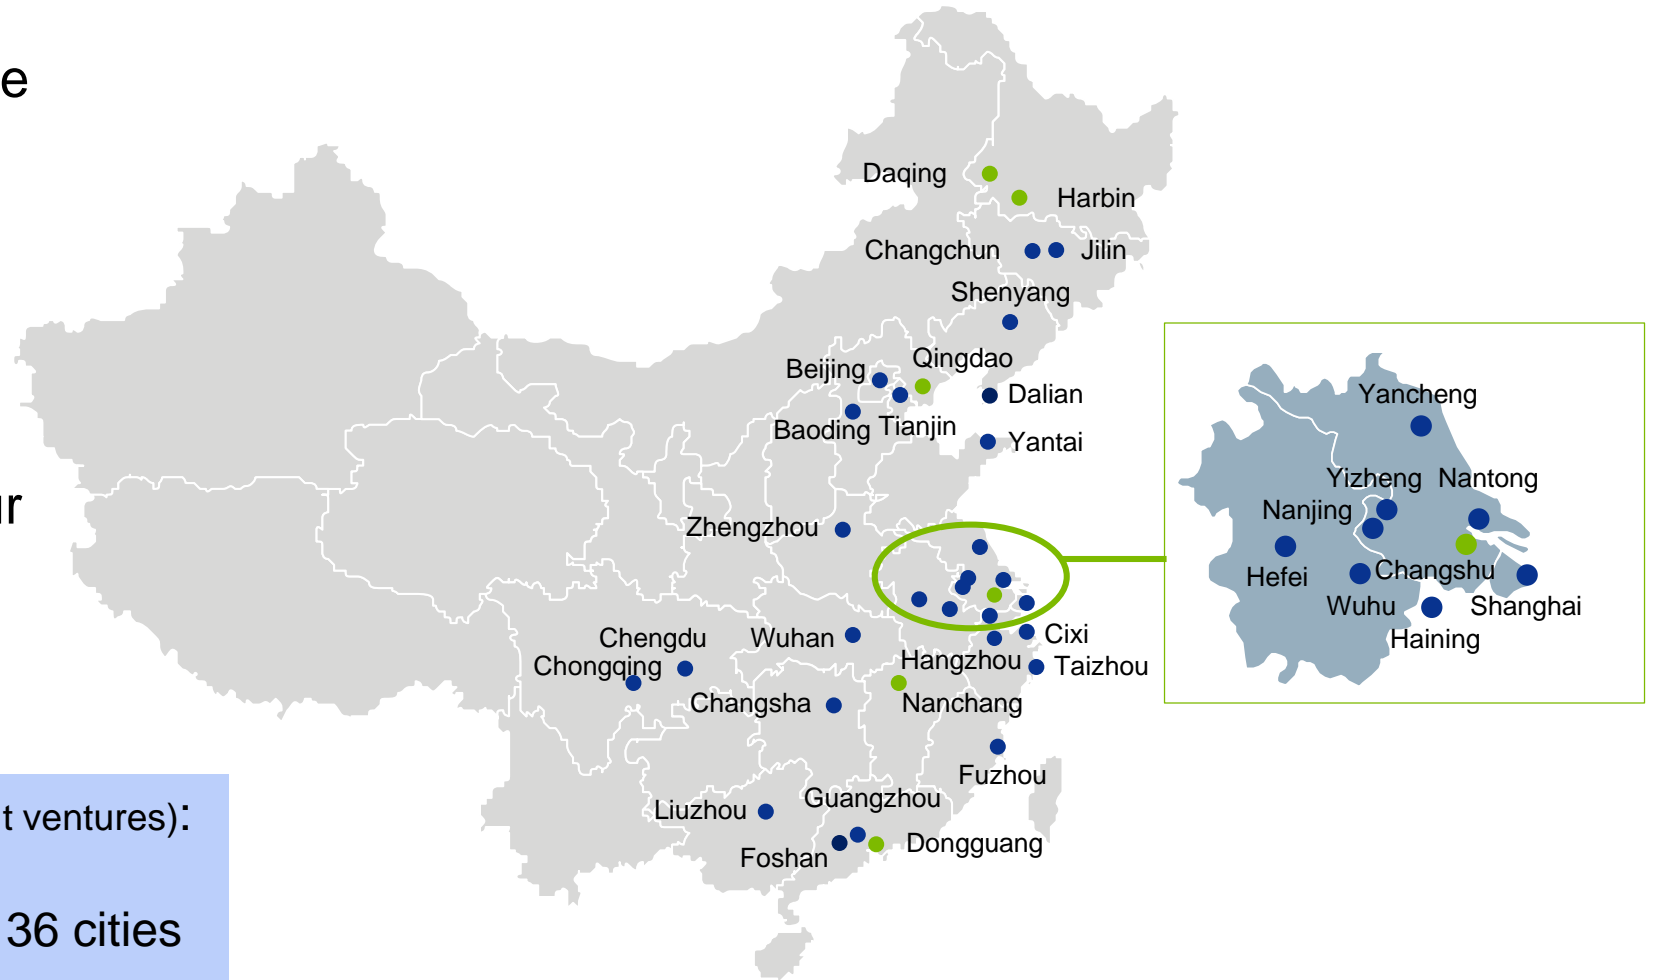 e
Daqing
Harbin
Changchun
Jilin
Shenyang
Qingdao
Beijing
Dalian
Baoding
Tianjin
Yantai
ur
Zhengzhou
Yancheng
Yizheng
Nantong
Nanjing
Hefei
Changshu
Wuhu
Shanghai
Haining
Chengdu
Wuhan
Cixi
Chongqing
Hangzhou
Taizhou
Changsha
Nanchang
Fuzhou
t ventures):
Liuzhou
Guangzhou
Foshan
Dongguang
36 cities